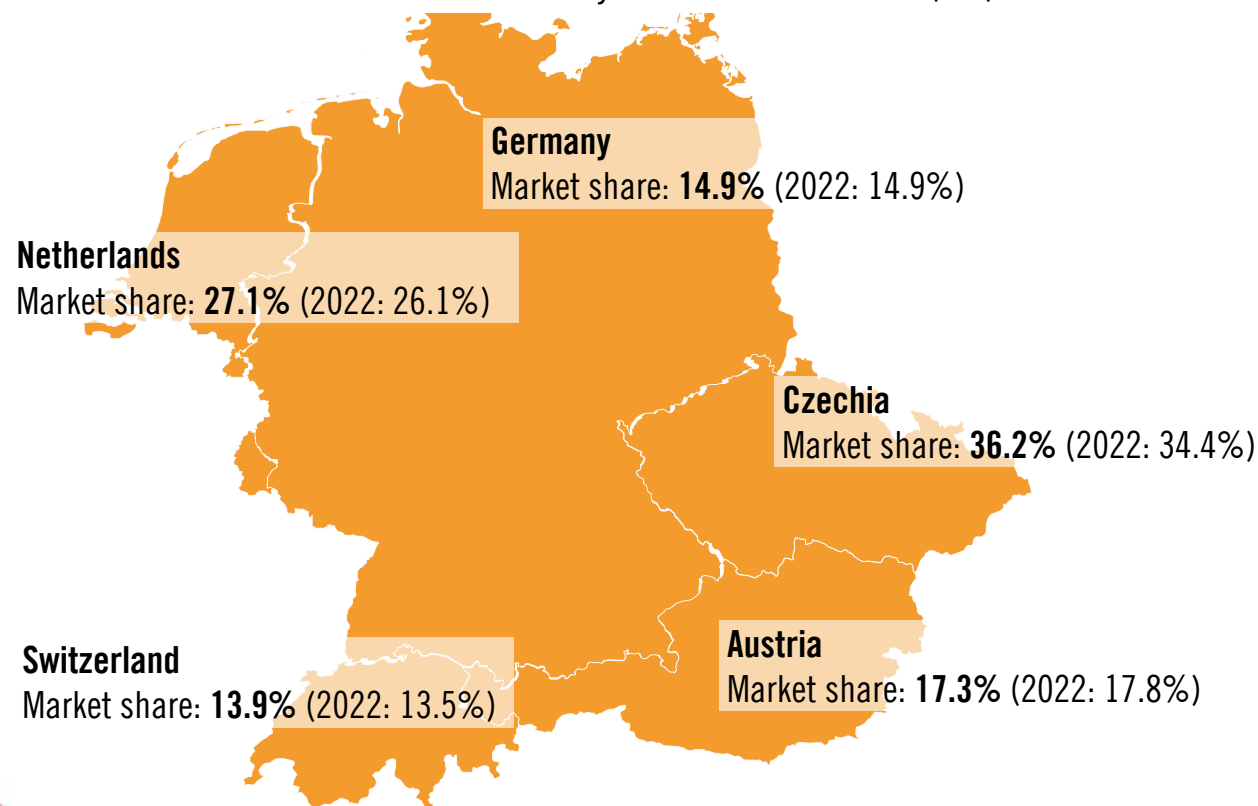 Germany
Market share: 14.9% (2022: 14.9%)
Netherlands
Market share: 27.1% (2022: 26.1%)
Czechia
Market share: 36.2% (2022: 34.4%)
Switzerland
Market share: 13.9% (2022: 13.5%)
Austria
Market share: 17.3% (2022: 17.8%)